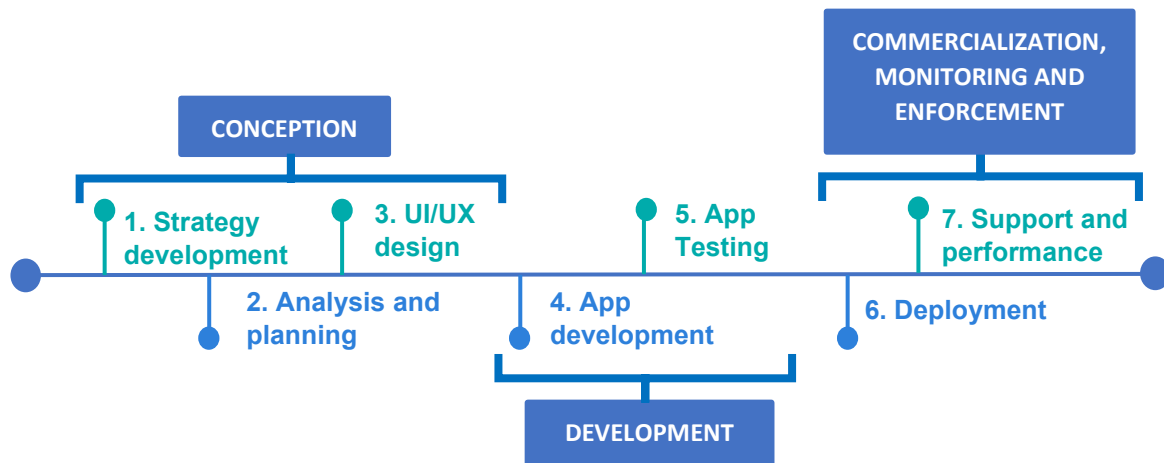 COMMERCIALIZATION,
MONITORING AND
ENFORCEMENT
CONCEPTION
1. Strategy
development
3. UI/UX
design
5. App
Testing
7. Support and
performance
2. Analysis and
planning
4. App
development
6. Deployment
DEVELOPMENT